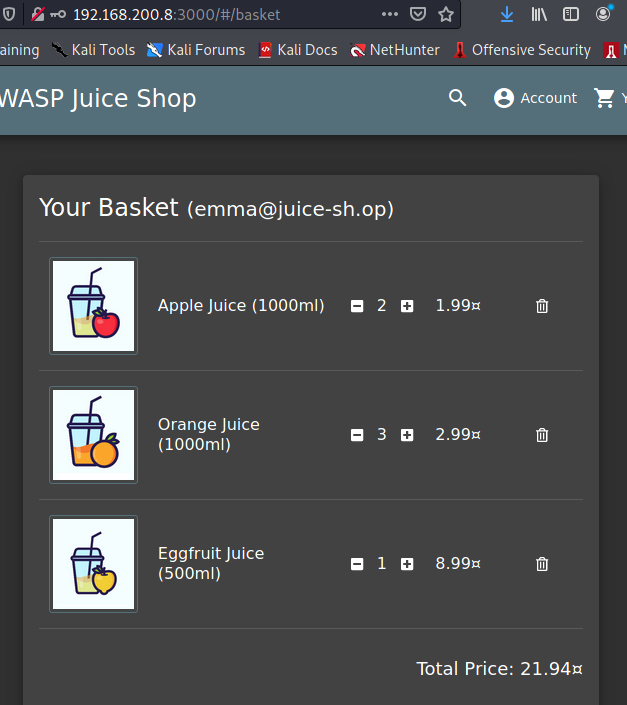 192.168.200.8:3000/#/basket
aining Kali Tools Kali Forums Kali Docs NetHunter Offensive Security
WASP Juice Shop Account Y
Your Basket (emma@juice-sh.op)
Apple Juice (1000ml) 2 1.99¤
Orange Juice
(1000ml) 3 2.99¤
Eggfruit Juice
(500ml) 1 8.99¤
Total Price: 21.94¤